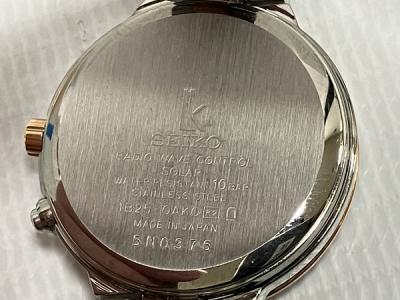 SEIKO
RADIO WAVE CONTROL
SOLAR
WATER RESISTANT 10 BAR
STAINLESS STEEL
1B25-0AK0
MADE IN JAPAN
5N0376